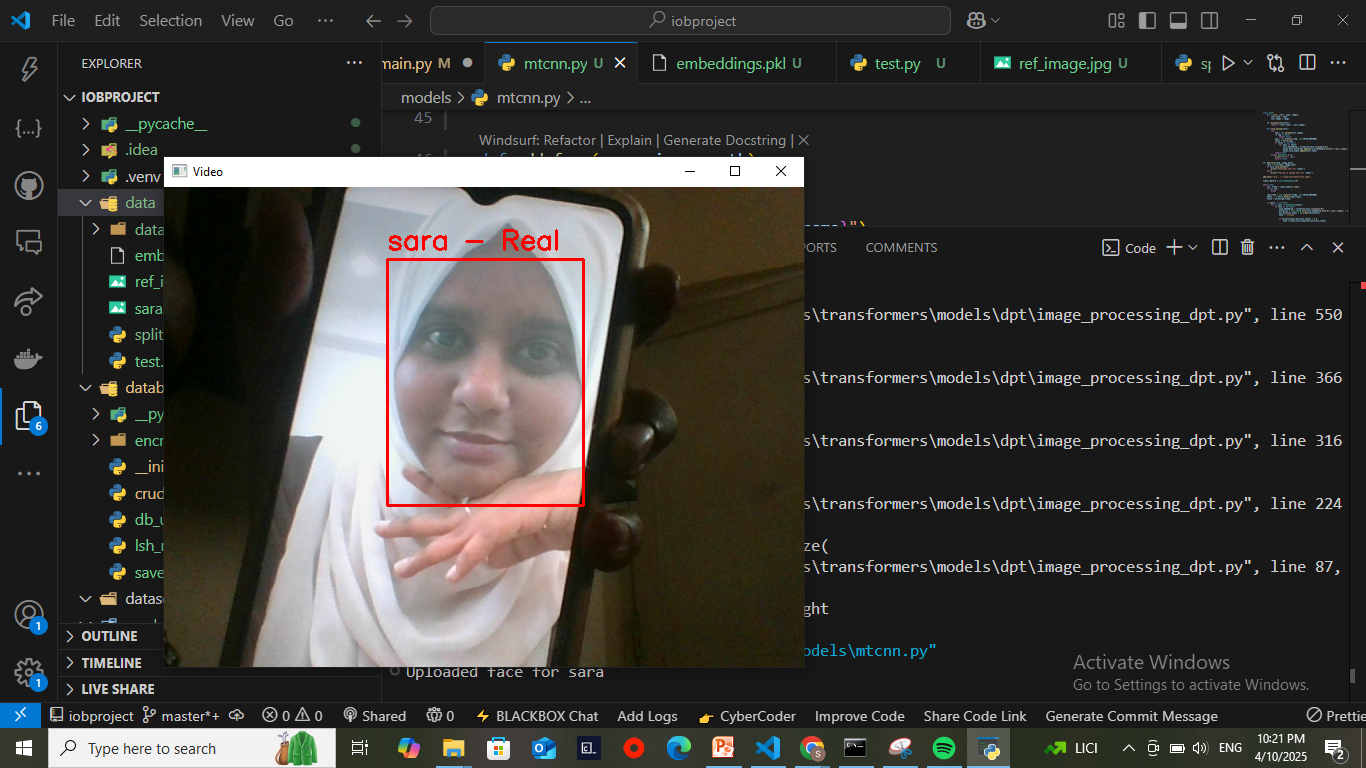 File Edit Selection View Go ··· iobproject
EXPLORER ···
main.py M mtcnn.py U embeddings.pkl U test.py U ref_image.jpg U
IOBPROJECT
models > mtcnn.py > ...
__pycache__
45
.idea
Windsurf: Refactor | Explain | Generate Docstring |
.venv
Video
data
data
sara - Real
PORTS COMMENTS Code
emb
ref_i
sara
s\transformers\models\dpt\image_processing_dpt.py", line 550
split
test.
s\transformers\models\dpt\image_processing_dpt.py", line 366
datab
__py
encr
s\transformers\models\dpt\image_processing_dpt.py", line 316
6
__ini
crud
s\transformers\models\dpt\image_processing_dpt.py", line 224
db_u
lsh_r
ze(
save
s\transformers\models\dpt\image_processing_dpt.py", line 87,
datas
ght
1
OUTLINE
odels\mtcnn.py"
TIMELINE
Activate Windows
1
Uploaded face for sara
Go to Settings to activate Windows.
LIVE SHARE
iobproject master*+ 0 0 Shared 0 BLACKBOX Chat Add Logs CyberCoder Improve Code Share Code Link Generate Commit Message Prettie
Type here to search LICI ENG 10:21 PM
4/10/2025 2